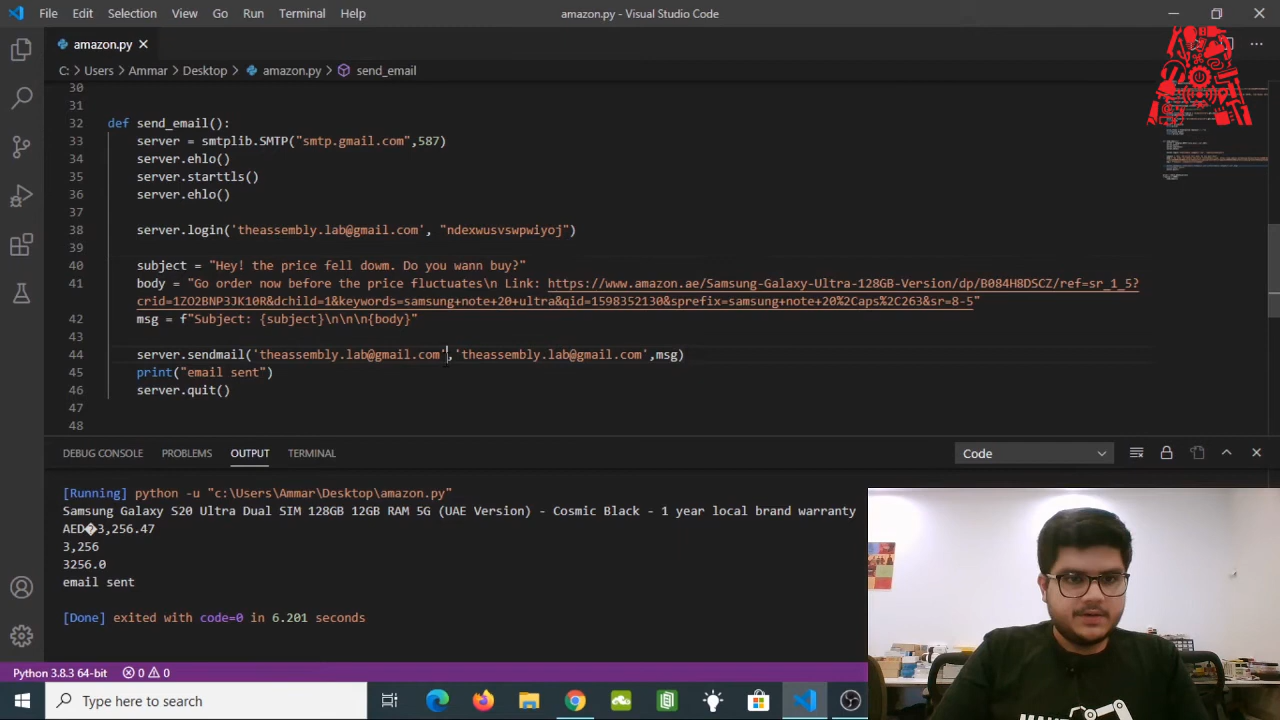 File Edit Selection View Go Run Terminal Help amazon.py - Visual Studio Code
amazon.py
C: > Users > Ammar > Desktop > amazon.py > send_email
30
31
32 def send_email():
33 server = smtplib.SMTP("smtp.gmail.com",587)
34 server.ehlo()
35 server.starttls()
36 server.ehlo()
37
38 server.login('theassembly.lab@gmail.com', "ndexwusvswpwiyoj")
39
40 subject = "Hey! the price fell dowm. Do you wann buy?"
41 body = "Go order now before the price fluctuates\n Link: https://www.amazon.ae/Samsung-Galaxy-Ultra-128GB-Version/dp/B084H8DSCZ/ref=sr_1_5?
crid=1ZO2BNP3JK10R&dchild=1&keywords=samsung+note+20+ultra&qid=1598352130&sprefix=samsung+note+20%2Caps%2C263&sr=8-5"
42 msg = f"Subject: {subject}\n\n\n{body}"
43
44 server.sendmail('theassembly.lab@gmail.com','theassembly.lab@gmail.com',msg)
45 print("email sent")
46 server.quit()
47
48
DEBUG CONSOLE PROBLEMS OUTPUT TERMINAL Code
[Running] python -u "c:\Users\Ammar\Desktop\amazon.py"
Samsung Galaxy S20 Ultra Dual SIM 128GB 12GB RAM 5G (UAE Version) - Cosmic Black - 1 year local brand warranty
AED�3,256.47
3,256
3256.0
email sent
[Done] exited with code=0 in 6.201 seconds
Python 3.8.3 64-bit 0 0
Type here to search